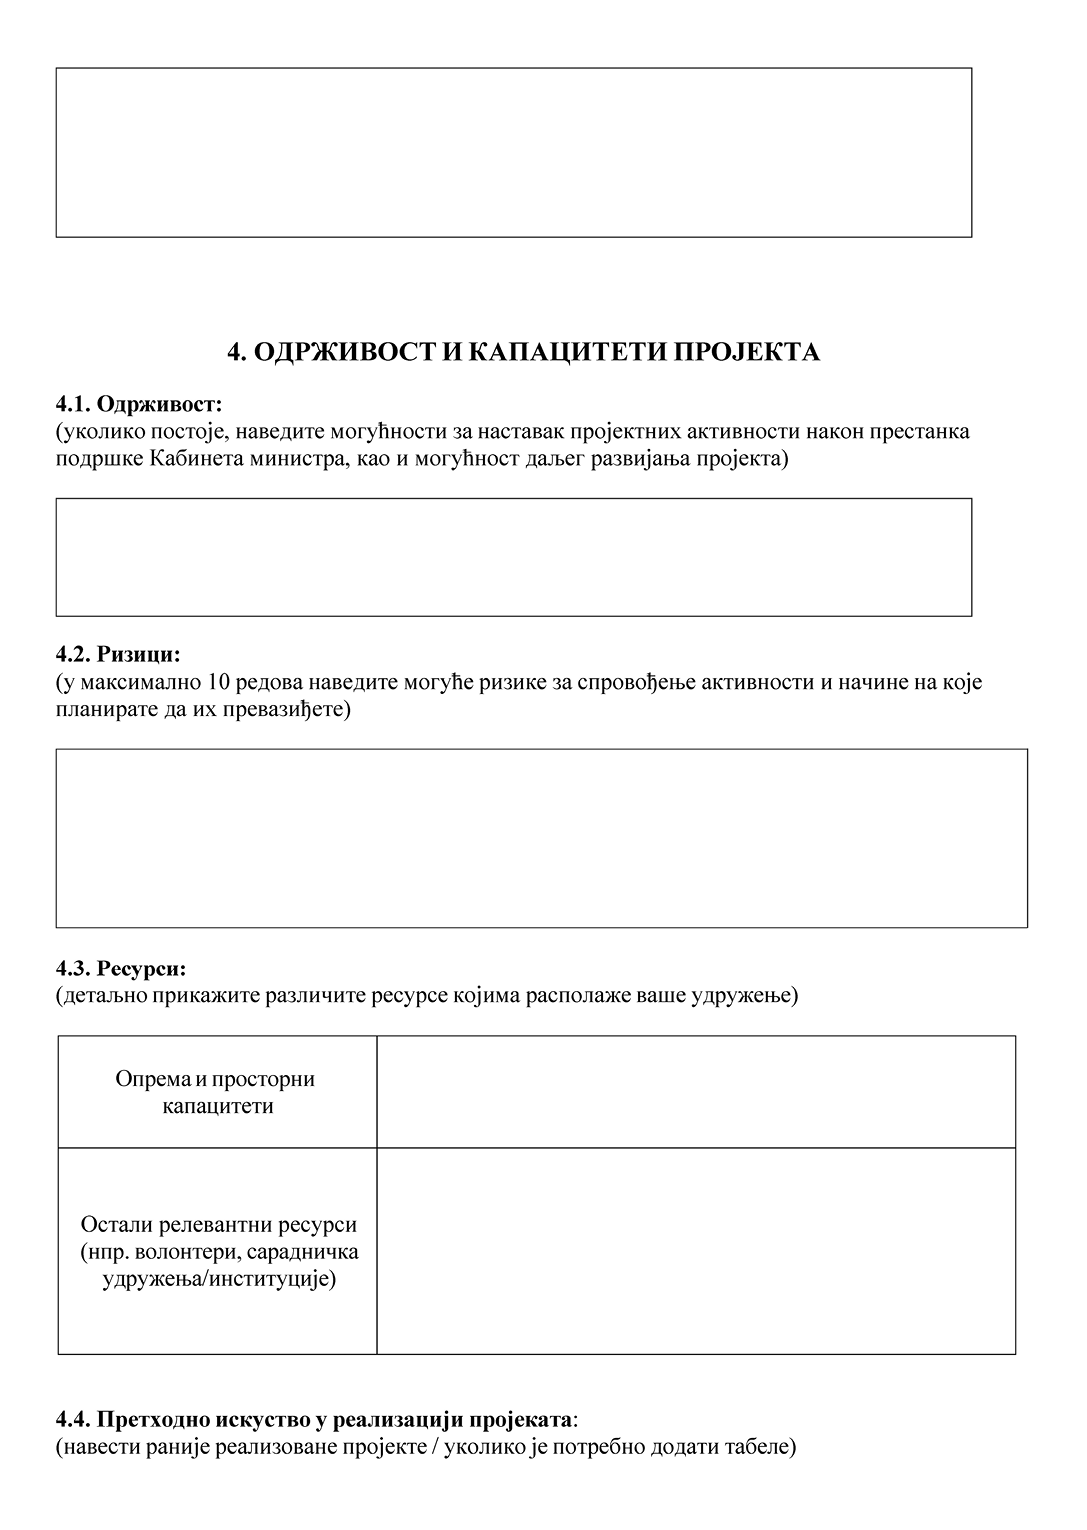 4. ОДРЖИВОСТ И КАПАЦИТЕТИ ПРОЈЕКТА
4.1. Одрживост:
(уколико постоје, наведите могућности за наставак пројектних активности након престанка
подршке Кабинета министра, као и могућност даљег развијања пројекта)
4.2. Ризици:
(у максимално 10 редова наведите могуће ризике за спровођење активности и начине на које
планирате да их превазиђете)
4.3. Ресурси:
(детаљно прикажите различите ресурсе којима располаже ваше удружење)
Опрема и просторни
капацитети
Остали релевантни ресурси
(нпр. волонтери, сарадничка
удружења/институције)
4.4. Претходно искуство у реализацији пројеката:
(навести раније реализоване пројекте / уколико је потребно додати табеле)